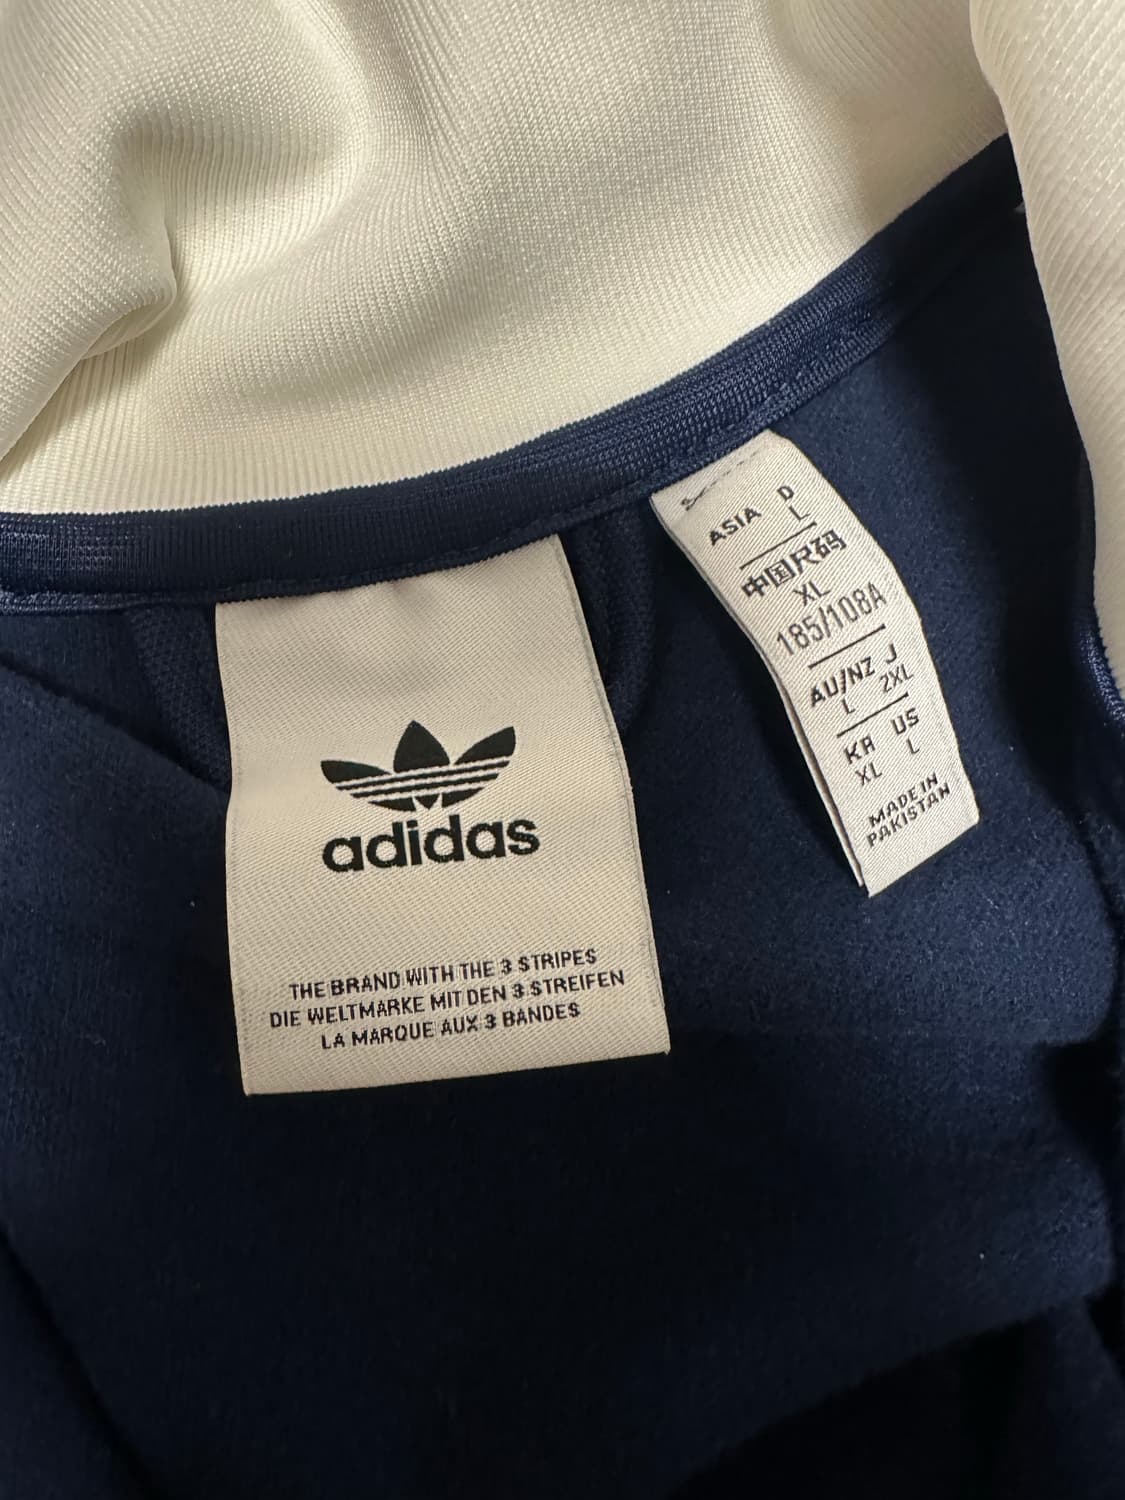 adidas
THE BRAND WITH THE 3 STRIPES
DIE WELTMARKE MIT DEN 3 STREIFEN
LA MARQUE AUX 3 BANDES
ASIA D
L
中国尺码
XL
185/108A
AU/NZ J
L 2XL
KR US
XL L
MADE IN
PAKISTAN